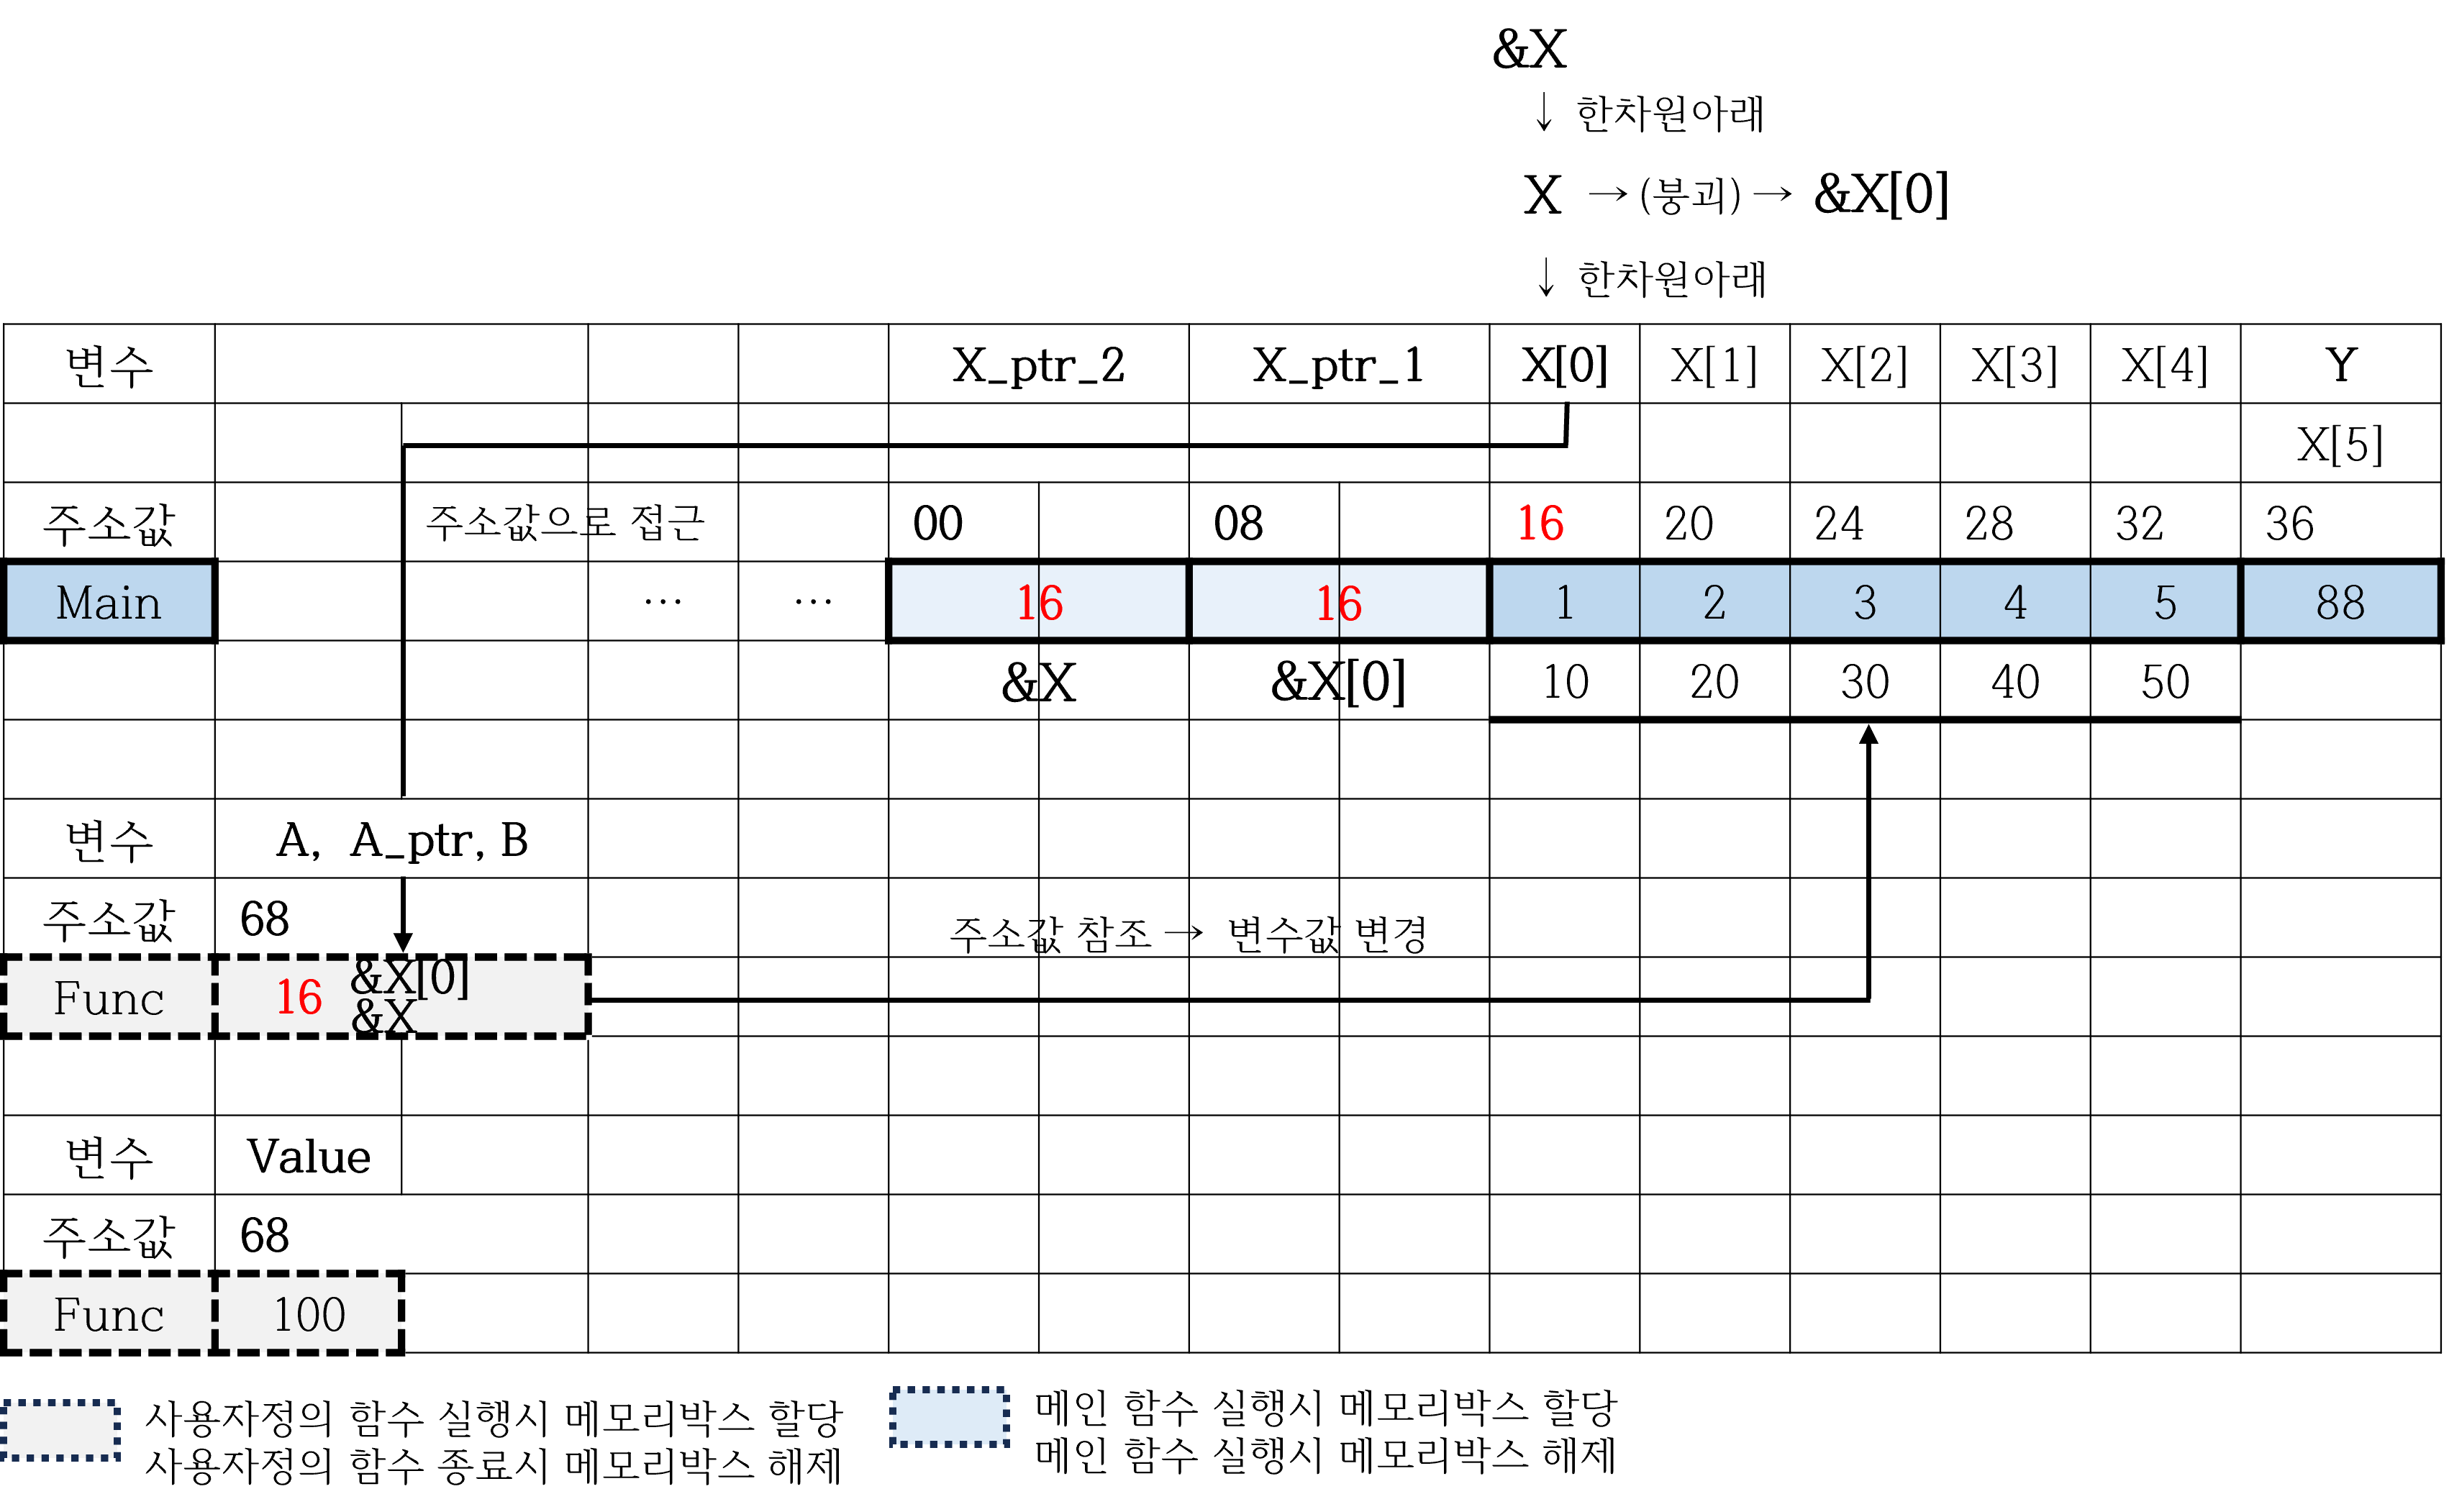 &X
↓ 한차원아래
X → (붕괴) → &X[0]
↓ 한차원아래
변수 X_ptr_2 X_ptr_1 X[0] X[1] X[2] X[3] X[4] Y
X[5]
주소값 주소값으로 접근 00 08 16 20 24 28 32 36
Main … … 16 16 1 2 3 4 5 88
&X &X[0] 10 20 30 40 50
변수 A, A_ptr, B
주소값 68 주소값 참조 → 변수값 변경
Func 16 &X[0]
&X
변수 Value
주소값 68
Func 100
사용자정의 함수 실행시 메모리박스 할당
사용자정의 함수 종료시 메모리박스 해제
메인 함수 실행시 메모리박스 할당
메인 함수 실행시 메모리박스 해제